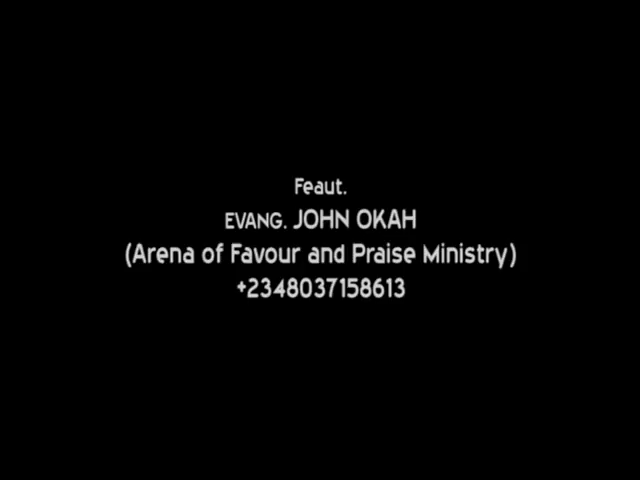 Feaut.
EVANG. JOHN OKAH
(Arena of Favour and Praise Ministry)
+2348037158613